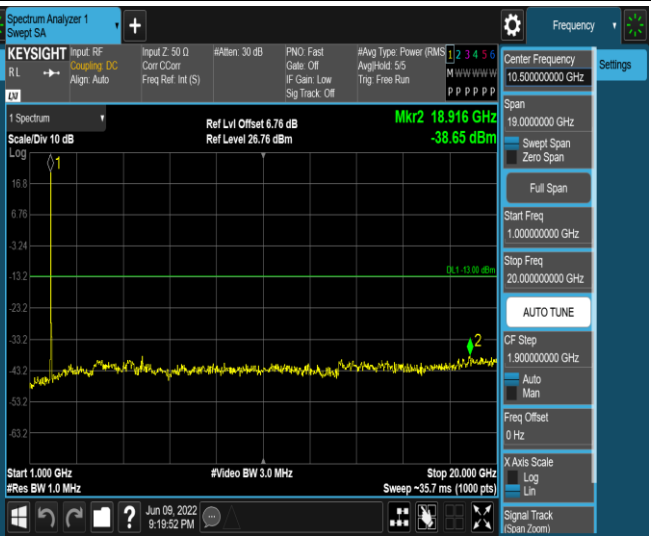 Spectrum Analyzer 1
Swept SA
Frequency
KEYSIGHT
RL
LXI
Input: RF
Coupling: DC
Align: Auto
Input Z: 50 Ω
Corr CCorr
Freq Ref: Int (S)
#Atten: 30 dB
PNO: Fast
Gate: Off
IF Gain: Low
Sig Track: Off
#Avg Type: Power (RMS
Avg|Hold: 5/5
Trig: Free Run
1 2 3 4 5 6
M W W W W W
P P P P P P
1 Spectrum
Scale/Div 10 dB
Ref Lvl Offset 6.76 dB
Ref Level 26.76 dBm
Mkr2 18.916 GHz
-38.65 dBm
Log
1
16.8
6.76
-3.24
-13.2
DL1 -13.00 dBm
-23.2
-33.2
2
-43.2
-53.2
-63.2
Start 1.000 GHz
#Res BW 1.0 MHz
#Video BW 3.0 MHz
Stop 20.000 GHz
Sweep ~35.7 ms (1000 pts)
Jun 09, 2022
9:19:52 PM
?
Center Frequency
10.500000000 GHz
Settings
Span
19.0000000 GHz
Swept Span
Zero Span
Full Span
Start Freq
1.000000000 GHz
Stop Freq
20.000000000 GHz
AUTO TUNE
CF Step
1.900000000 GHz
Auto
Man
Freq Offset
0 Hz
X Axis Scale
Log
Lin
Signal Track
(Span Zoom)